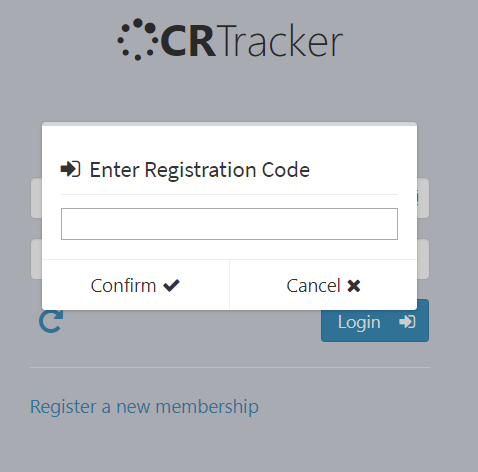 CRTracker
Enter Registration Code
Confirm
Cancel
Login
Register a new membership